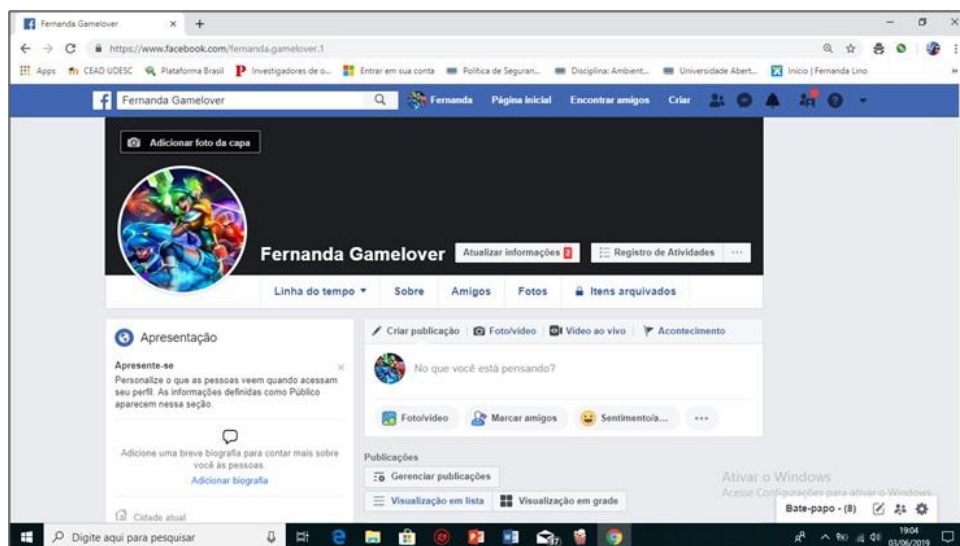 Fernanda Gamelover
https://www.facebook.com/fernanda.gamelover.1
Apps CEAD UDESC Plataforma Brasil Investigadores de o... Entrar em sua conta Política de Seguran... Disciplina: Ambient... Universidade Abert... Início | Fernanda Lino
Fernanda Gamelover Fernanda Página inicial Encontrar amigos Criar
Adicionar foto da capa
Fernanda Gamelover Atualizar informações 2 Registro de Atividades ...
Linha do tempo Sobre Amigos Fotos Itens arquivados
Apresentação
Apresente-se
Personalize o que as pessoas veem quando acessam
seu perfil. As informações definidas como Público
aparecem nessa seção.
Adicione uma breve biografia para contar mais sobre
você às pessoas.
Adicionar biografia
Cidade atual
Criar publicação Foto/vídeo Vídeo ao vivo Acontecimento
No que você está pensando?
Foto/vídeo Marcar amigos Sentimento/a... ...
Publicações
Gerenciar publicações
Visualização em lista Visualização em grade
Ativar o Windows
Acesse Configurações para ativar o Windows.
Bate-papo - (8)
Digite aqui para pesquisar
19:04
03/06/2019